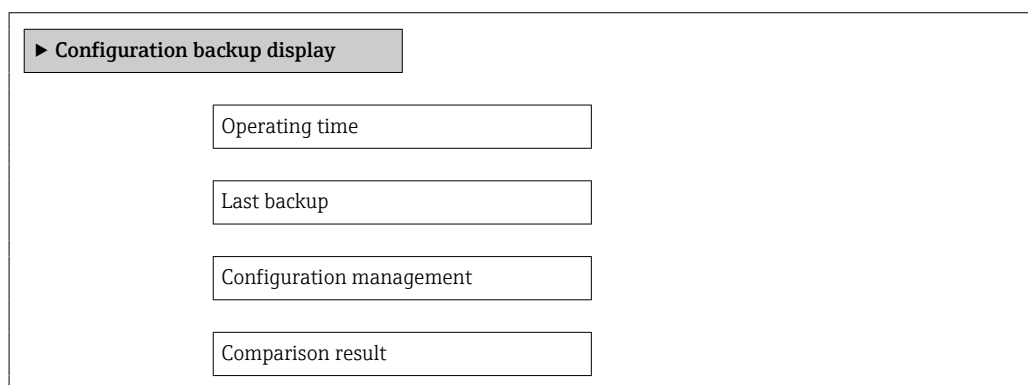 ► Configuration backup display
Operating time
Last backup
Configuration management
Comparison result